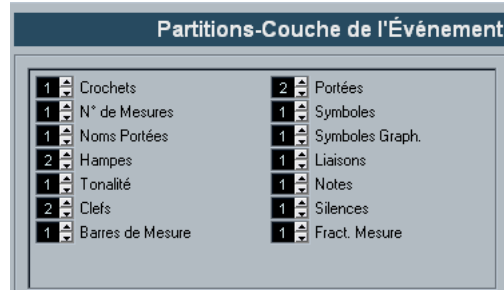 Partitions-Couche de l'Événement
1 Crochets
1 N° de Mesures
1 Noms Portées
2 Hampes
1 Tonalité
2 Clefs
1 Barres de Mesure
2 Portées
1 Symboles
1 Symboles Graph.
1 Liaisons
1 Notes
1 Silences
1 Fract. Mesure